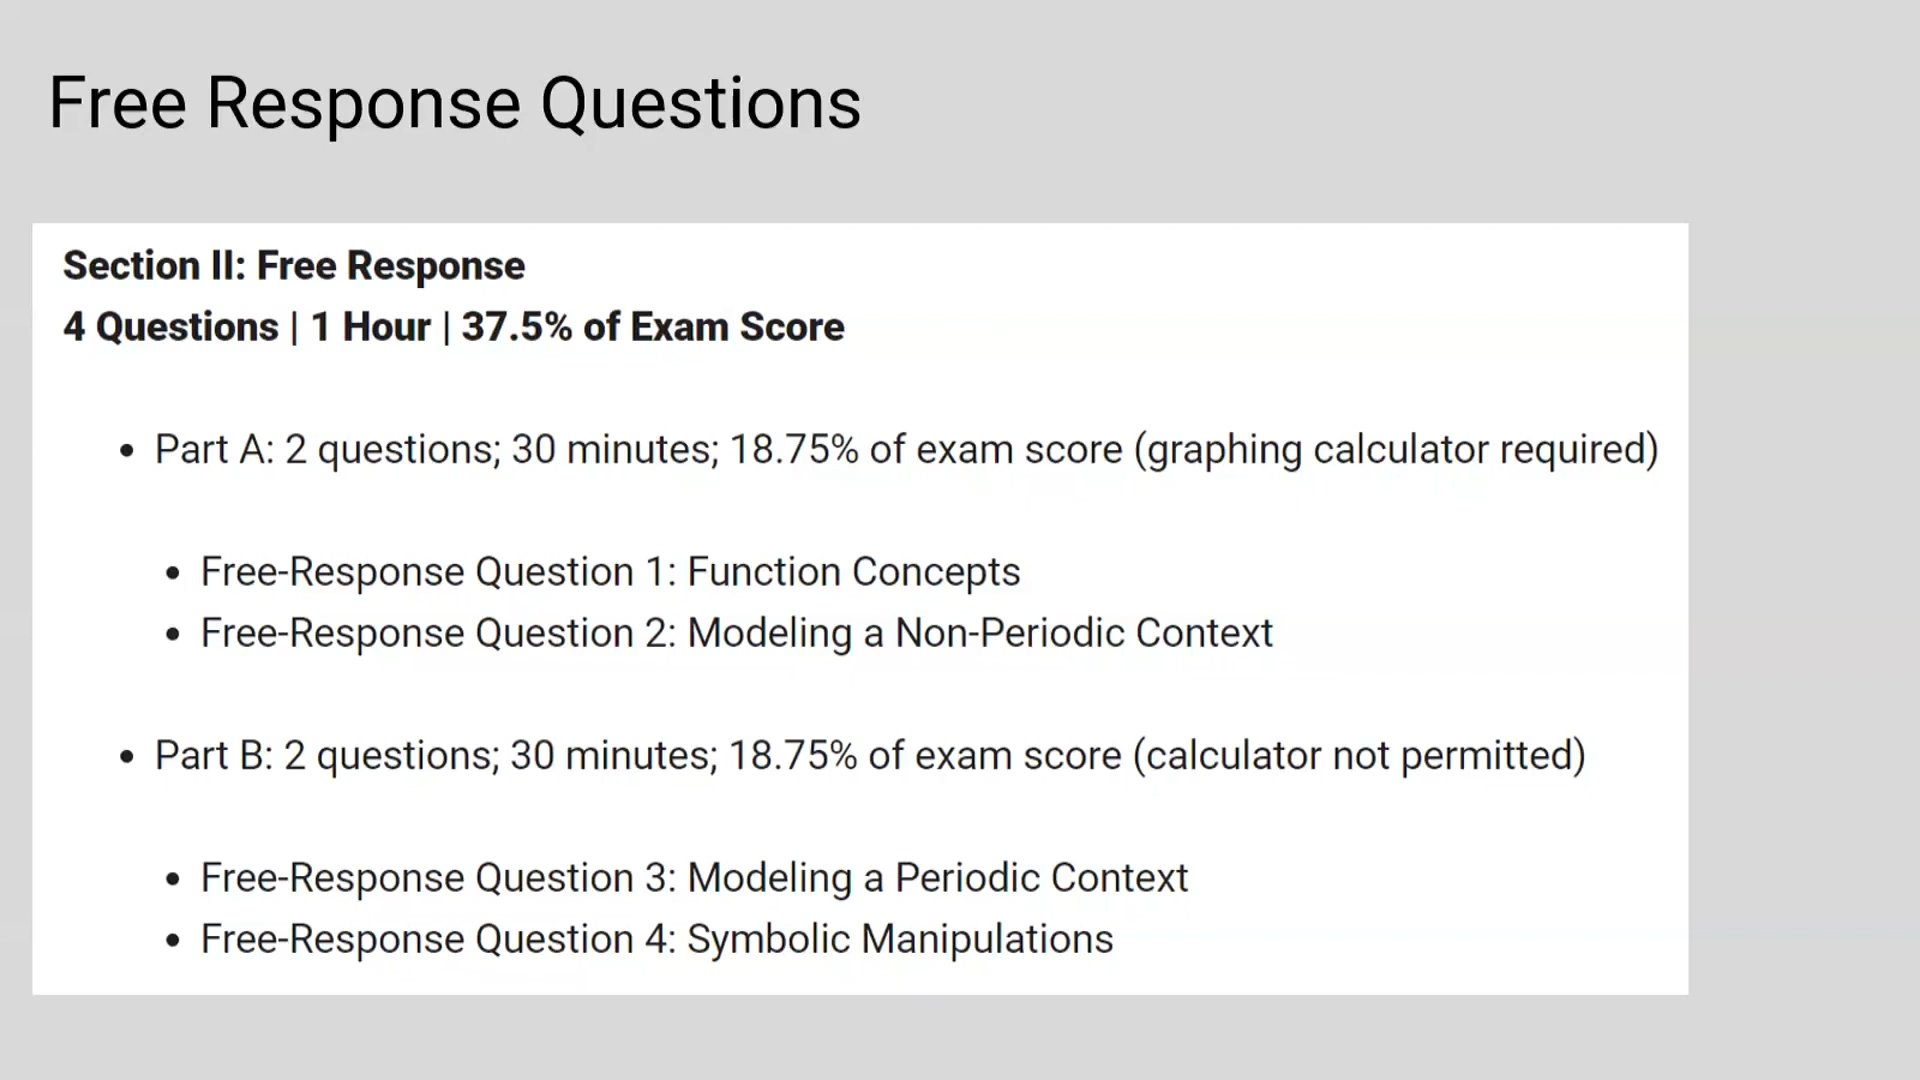 Free Response Questions
Section II: Free Response
4 Questions | 1 Hour | 37.5% of Exam Score
• Part A: 2 questions; 30 minutes; 18.75% of exam score (graphing calculator required)
• Free-Response Question 1: Function Concepts
• Free-Response Question 2: Modeling a Non-Periodic Context
• Part B: 2 questions; 30 minutes; 18.75% of exam score (calculator not permitted)
• Free-Response Question 3: Modeling a Periodic Context
• Free-Response Question 4: Symbolic Manipulations